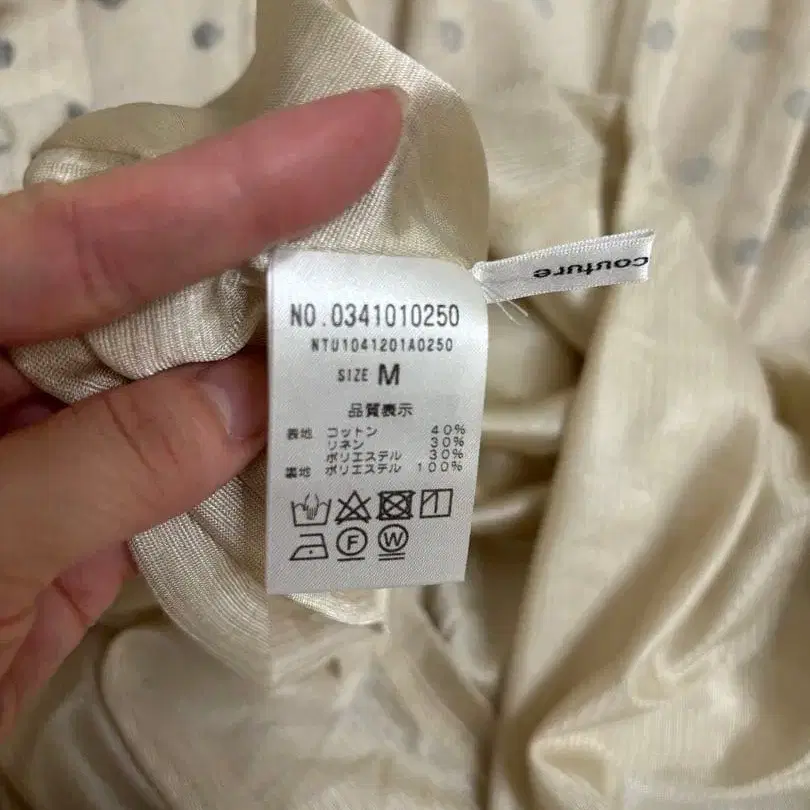 couture
NO.0341010250
NTU1041201A0250
SIZE M
品質表示
表地 コットン 40%
リネン 30%
ポリエステル 30%
裏地 ポリエステル 100%
F W